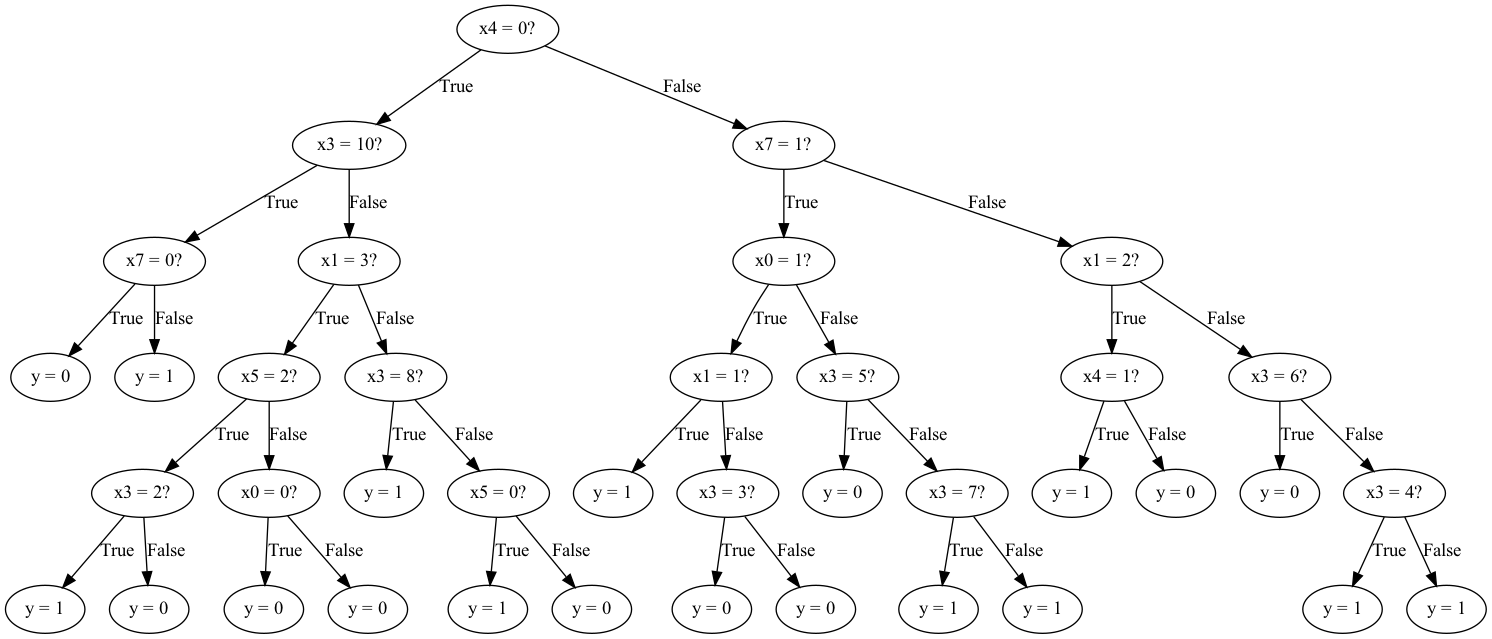 x4 = 0?
True
False
x3 = 10?
x7 = 1?
True
False
True
False
x7 = 0?
x1 = 3?
x0 = 1?
x1 = 2?
True
False
True
False
True
False
True
False
y = 0
y = 1
x5 = 2?
x3 = 8?
x1 = 1?
x3 = 5?
x4 = 1?
x3 = 6?
True
False
True
False
True
False
True
False
True
False
True
False
x3 = 2?
x0 = 0?
y = 1
x5 = 0?
y = 1
x3 = 3?
y = 0
x3 = 7?
y = 1
y = 0
y = 0
x3 = 4?
True
False
True
False
True
False
True
False
True
False
True
False
y = 1
y = 0
y = 0
y = 0
y = 1
y = 0
y = 0
y = 0
y = 1
y = 1
y = 1
y = 1